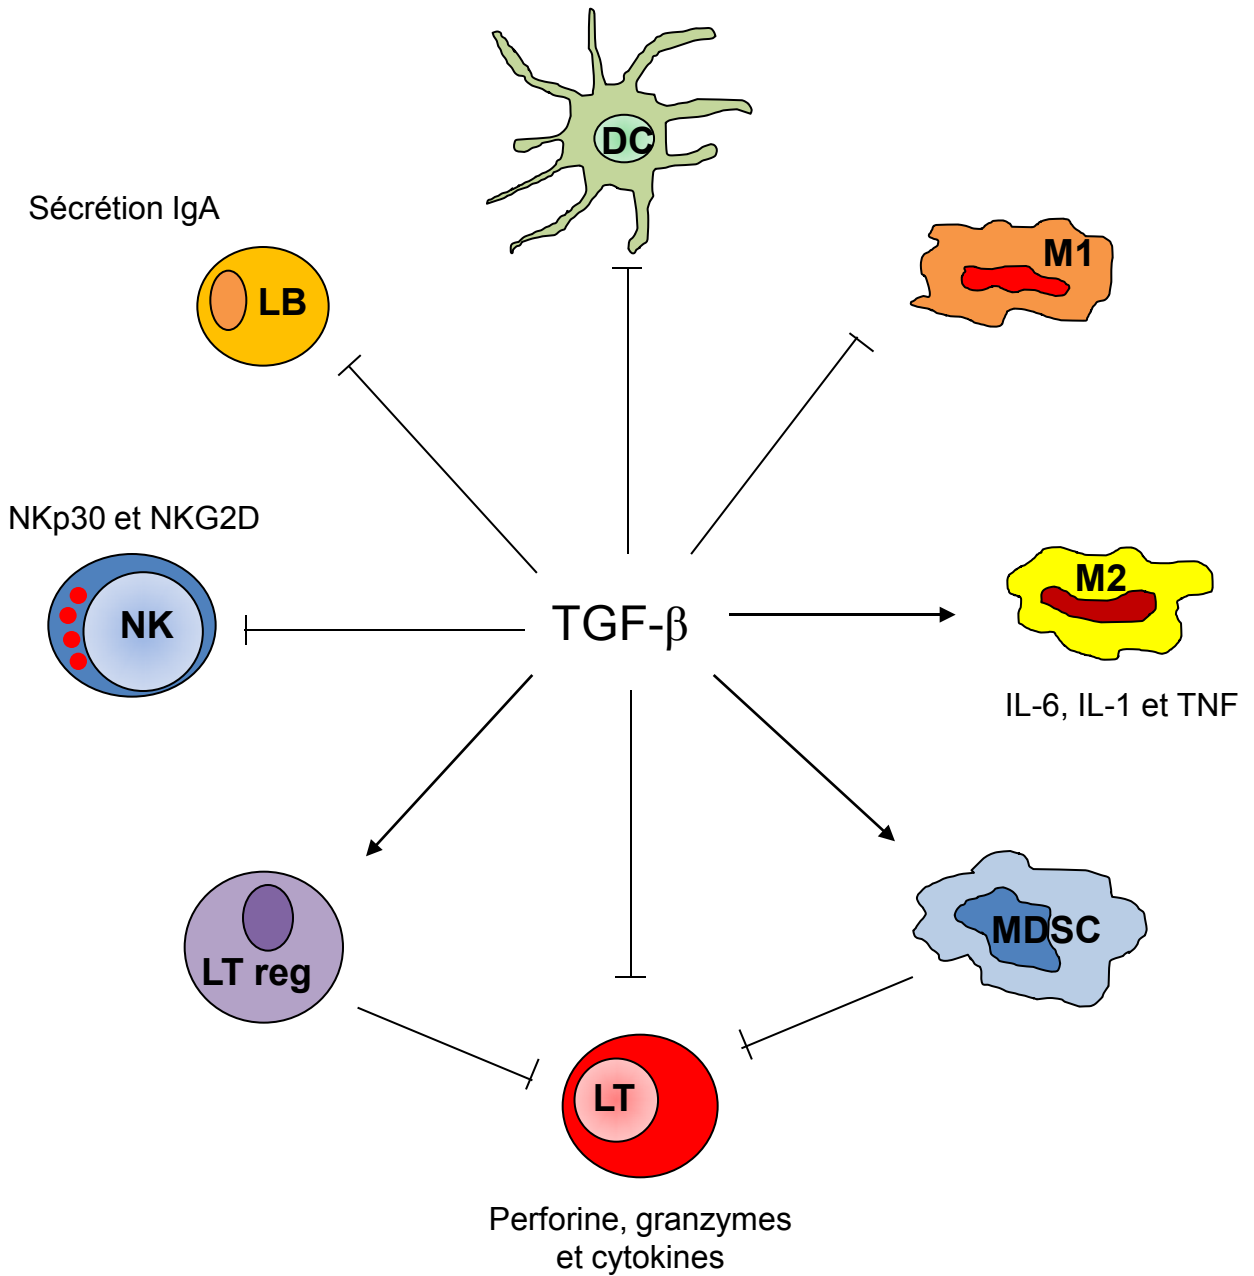 DC
Sécrétion IgA
M1
LB
NKp30 et NKG2D
M2
NK
TGF-β
IL-6, IL-1 et TNF
MDSC
LT reg
LT
Perforine, granzymes
et cytokines